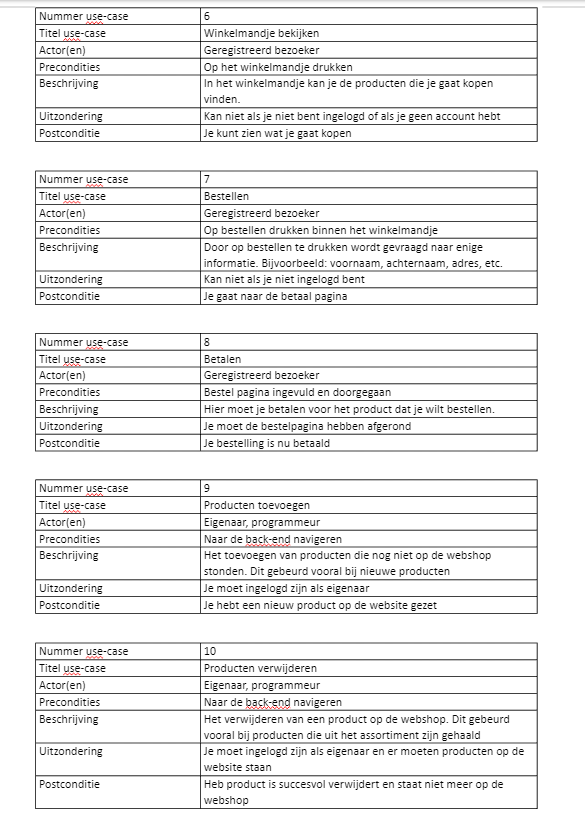 Nummer use-case 6
Titel use-case Winkelmandje bekijken
Actor(en) Geregistreerd bezoeker
Precondities Op het winkelmandje drukken
Beschrijving In het winkelmandje kan je de producten die je gaat kopen
vinden.
Uitzondering Kan niet als je niet bent ingelogd of als je geen account hebt
Postconditie Je kunt zien wat je gaat kopen
Nummer use-case 7
Titel use-case Bestellen
Actor(en) Geregistreerd bezoeker
Precondities Op bestellen drukken binnen het winkelmandje
Beschrijving Door op bestellen te drukken wordt gevraagd naar enige
informatie. Bijvoorbeeld: voornaam, achternaam, adres, etc.
Uitzondering Kan niet als je niet ingelogd bent
Postconditie Je gaat naar de betaal pagina
Nummer use-case 8
Titel use-case Betalen
Actor(en) Geregistreerd bezoeker
Precondities Bestel pagina ingevuld en doorgegaan
Beschrijving Hier moet je betalen voor het product dat je wilt bestellen.
Uitzondering Je moet de bestelpagina hebben afgerond
Postconditie Je bestelling is nu betaald
Nummer use-case 9
Titel use-case Producten toevoegen
Actor(en) Eigenaar, programmeur
Precondities Naar de back-end navigeren
Beschrijving Het toevoegen van producten die nog niet op de webshop
stonden. Dit gebeurd vooral bij nieuwe producten
Uitzondering Je moet ingelogd zijn als eigenaar
Postconditie Je hebt een nieuw product op de website gezet
Nummer use-case 10
Titel use-case Producten verwijderen
Actor(en) Eigenaar, programmeur
Precondities Naar de back-end navigeren
Beschrijving Het verwijderen van een product op de webshop. Dit gebeurd
vooral bij producten die uit het assortiment zijn gehaald
Uitzondering Je moet ingelogd zijn als eigenaar en er moeten producten op de
website staan
Postconditie Heb product is succesvol verwijdert en staat niet meer op de
webshop